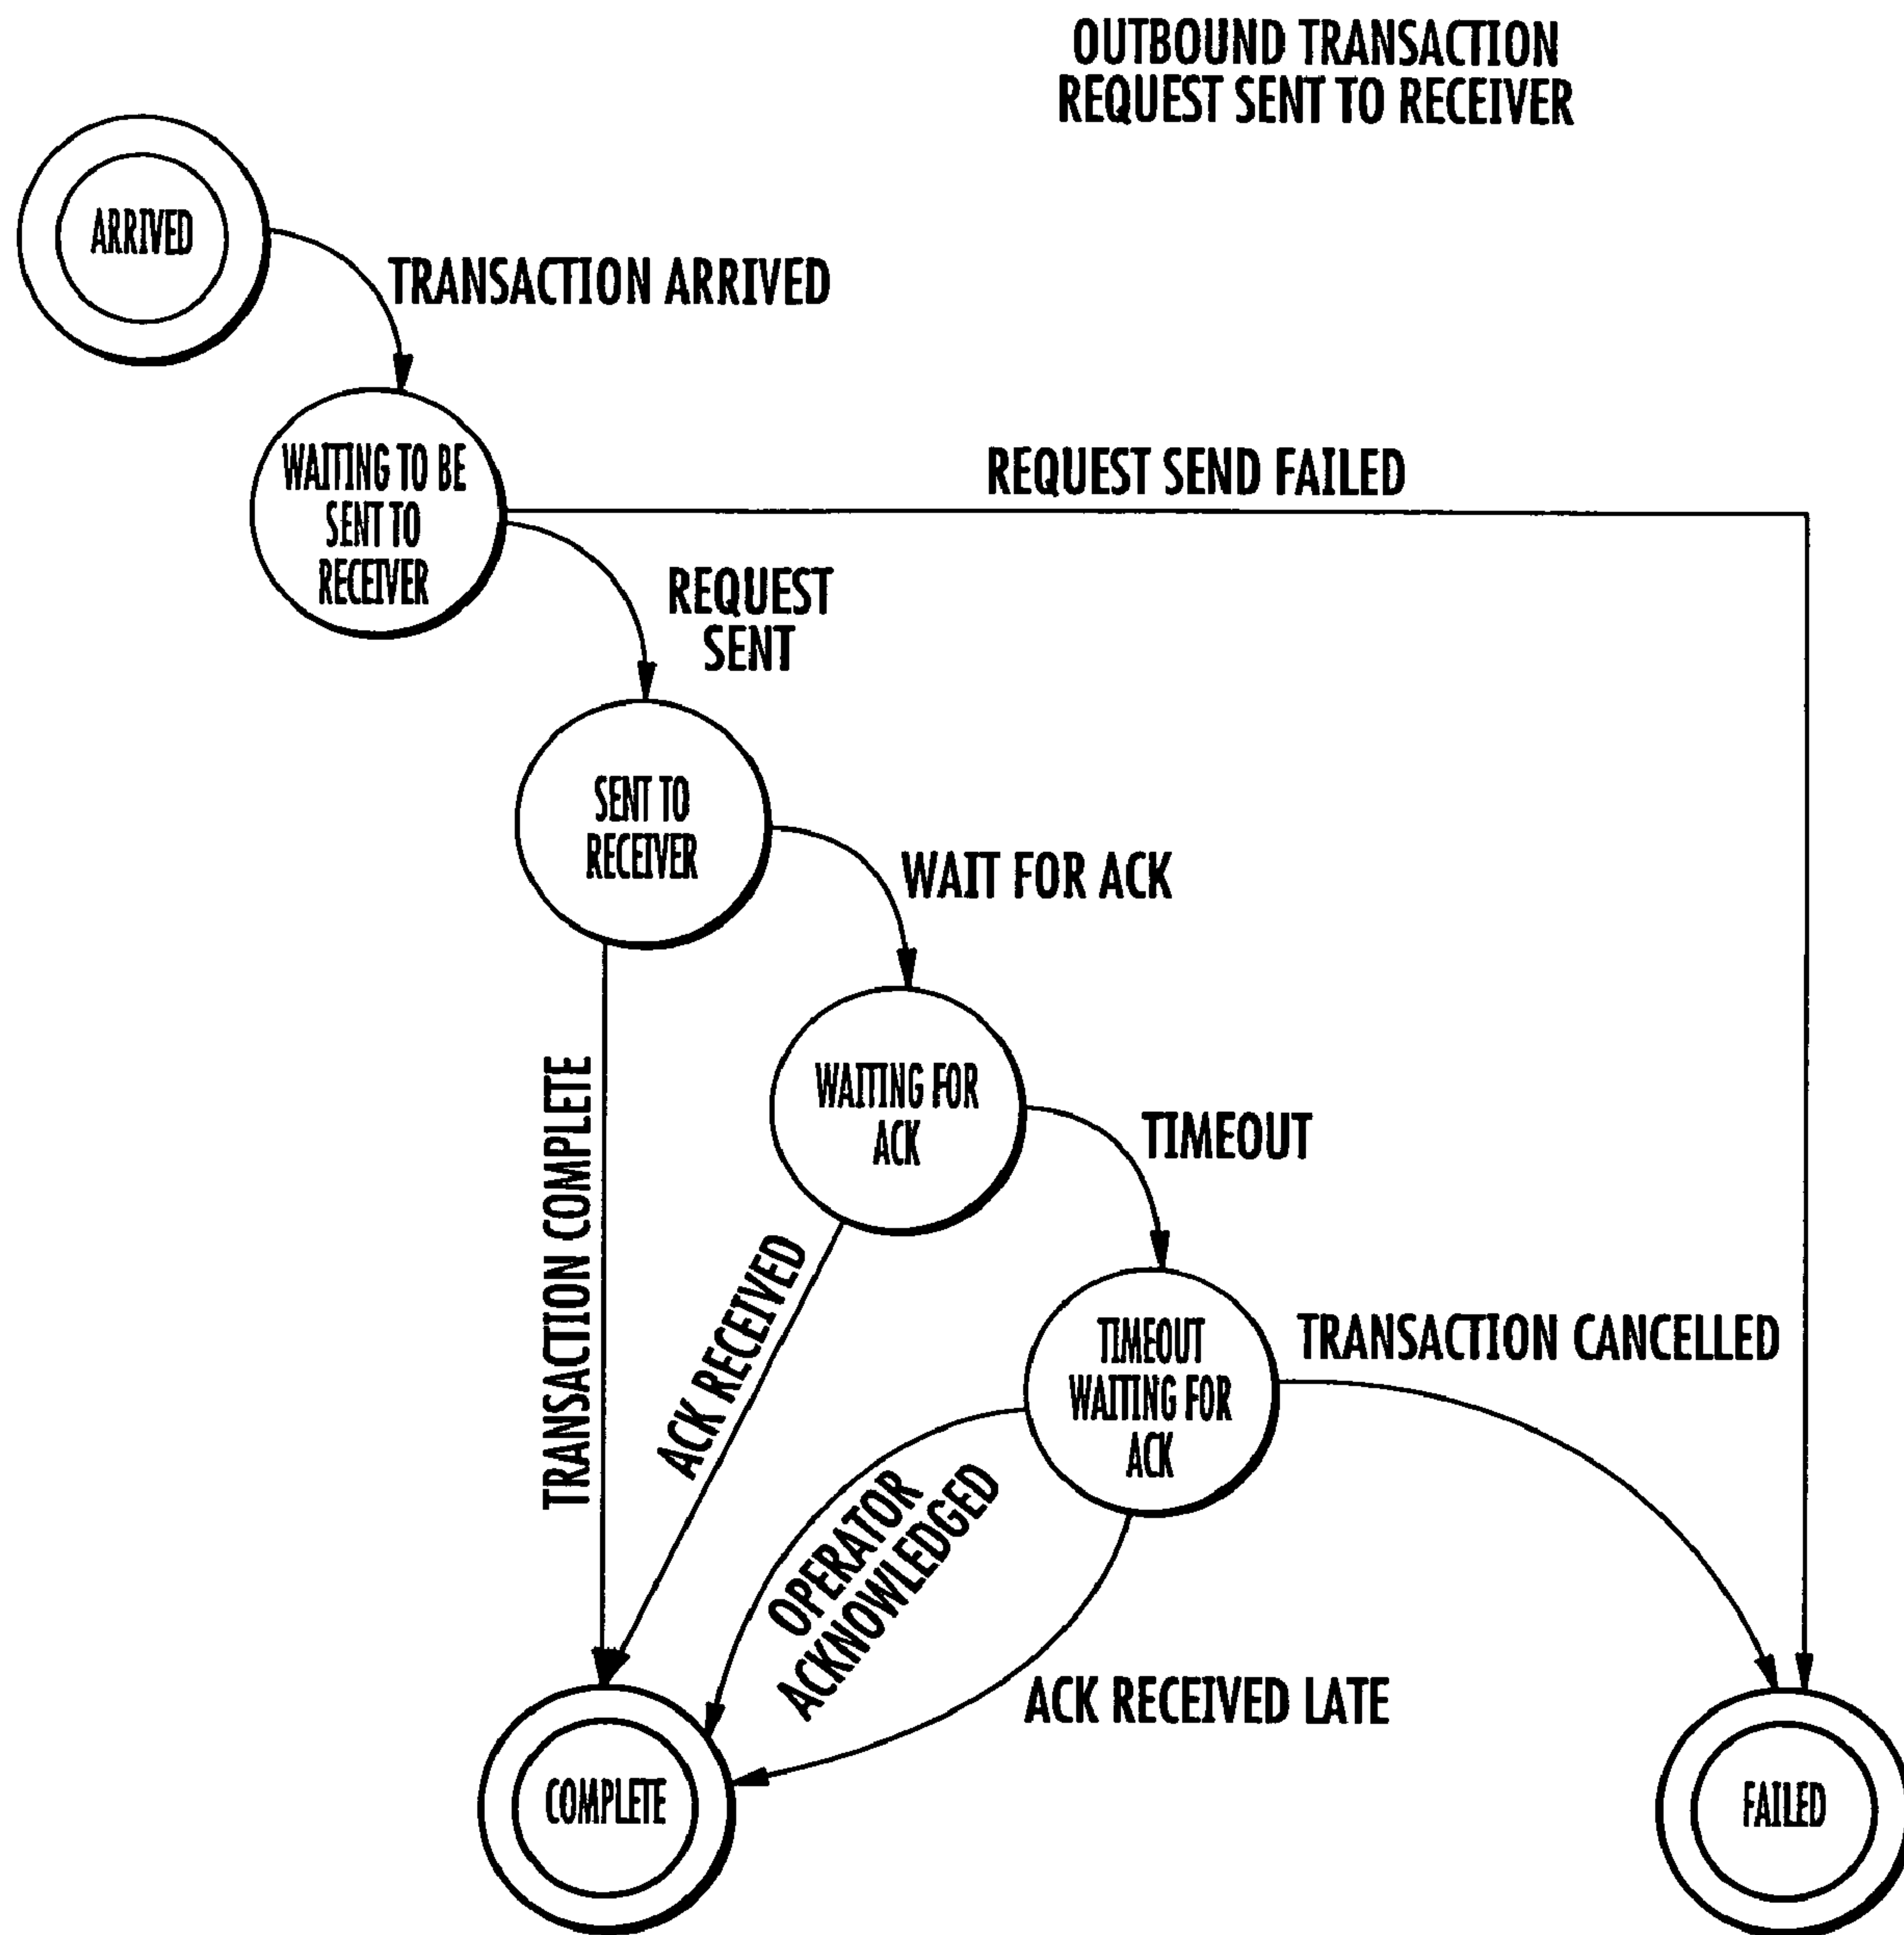 OUTBOUND TRANSACTION
REQUEST SENT TO RECEIVER
ARRIVED
TRANSACTION ARRIVED
WAITING TO BE
SENT TO
RECEIVER
REQUEST SEND FAILED
REQUEST
SENT
SENT TO
RECEIVER
WAIT FOR ACK
WAITING FOR
ACK
TIMEOUT
TRANSACTION COMPLETE
ACK RECEIVED
TIMEOUT
WAITING FOR
ACK
TRANSACTION CANCELLED
OPERATOR
ACKNOWLEDGED
ACK RECEIVED LATE
COMPLETE
FAILED